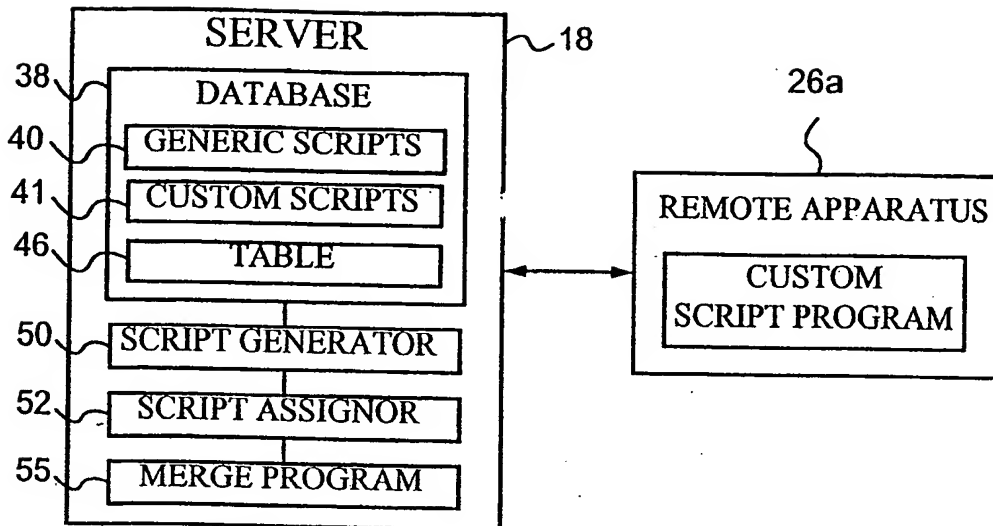 SERVER
18
38
DATABASE
40
GENERIC SCRIPTS
41
CUSTOM SCRIPTS
46
TABLE
50
SCRIPT GENERATOR
52
SCRIPT ASSIGNOR
55
MERGE PROGRAM
26a
REMOTE APPARATUS
CUSTOM
SCRIPT PROGRAM